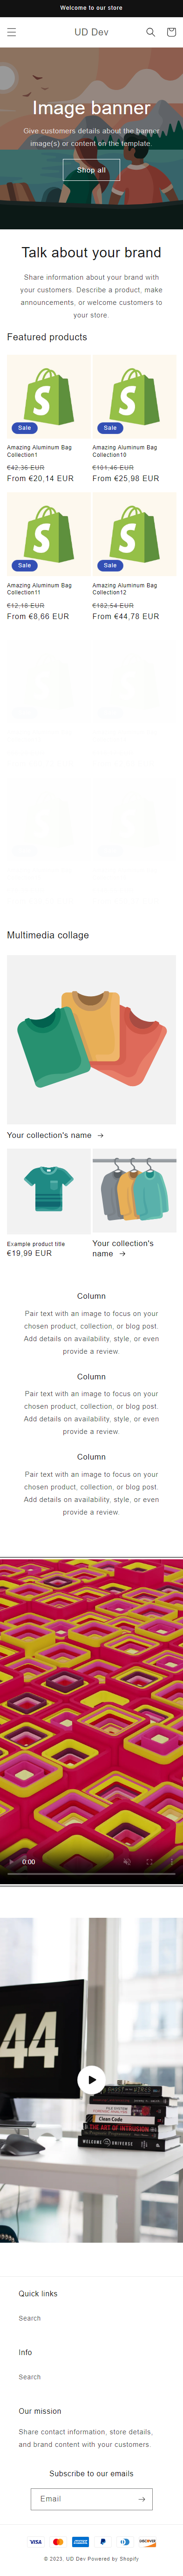 Welcome to our store
UD Dev
Image banner
Give customers details about the banner
image(s) or content on the template.
Shop all
Talk about your brand
Share information about your brand with
your customers. Describe a product, make
announcements, or welcome customers to
your store.
Featured products
Sale
Sale
Amazing Aluminum Bag
Collection1
€42,36 EUR
From €20,14 EUR
Amazing Aluminum Bag
Collection10
€181,46 EUR
From €25,98 EUR
Sale
Sale
Amazing Aluminum Bag
Collection11
€12,18 EUR
From €8,66 EUR
Amazing Aluminum Bag
Collection12
€182,54 EUR
From €44,78 EUR
Multimedia collage
Your collection's name →
Example product title
€19,99 EUR
Your collection's
name →
Column
Pair text with an image to focus on your
chosen product, collection, or blog post.
Add details on availability, style, or even
provide a review.
Column
Pair text with an image to focus on your
chosen product, collection, or blog post.
Add details on availability, style, or even
provide a review.
Column
Pair text with an image to focus on your
chosen product, collection, or blog post.
Add details on availability, style, or even
provide a review.
0:00
44
Clean Code
UNIVERSE
Quick links
Search
Info
Search
Our mission
Share contact information, store details,
and brand content with your customers.
Subscribe to our emails
Email
VISA
DISCOVER
© 2023, UD Dev Powered by Shopify